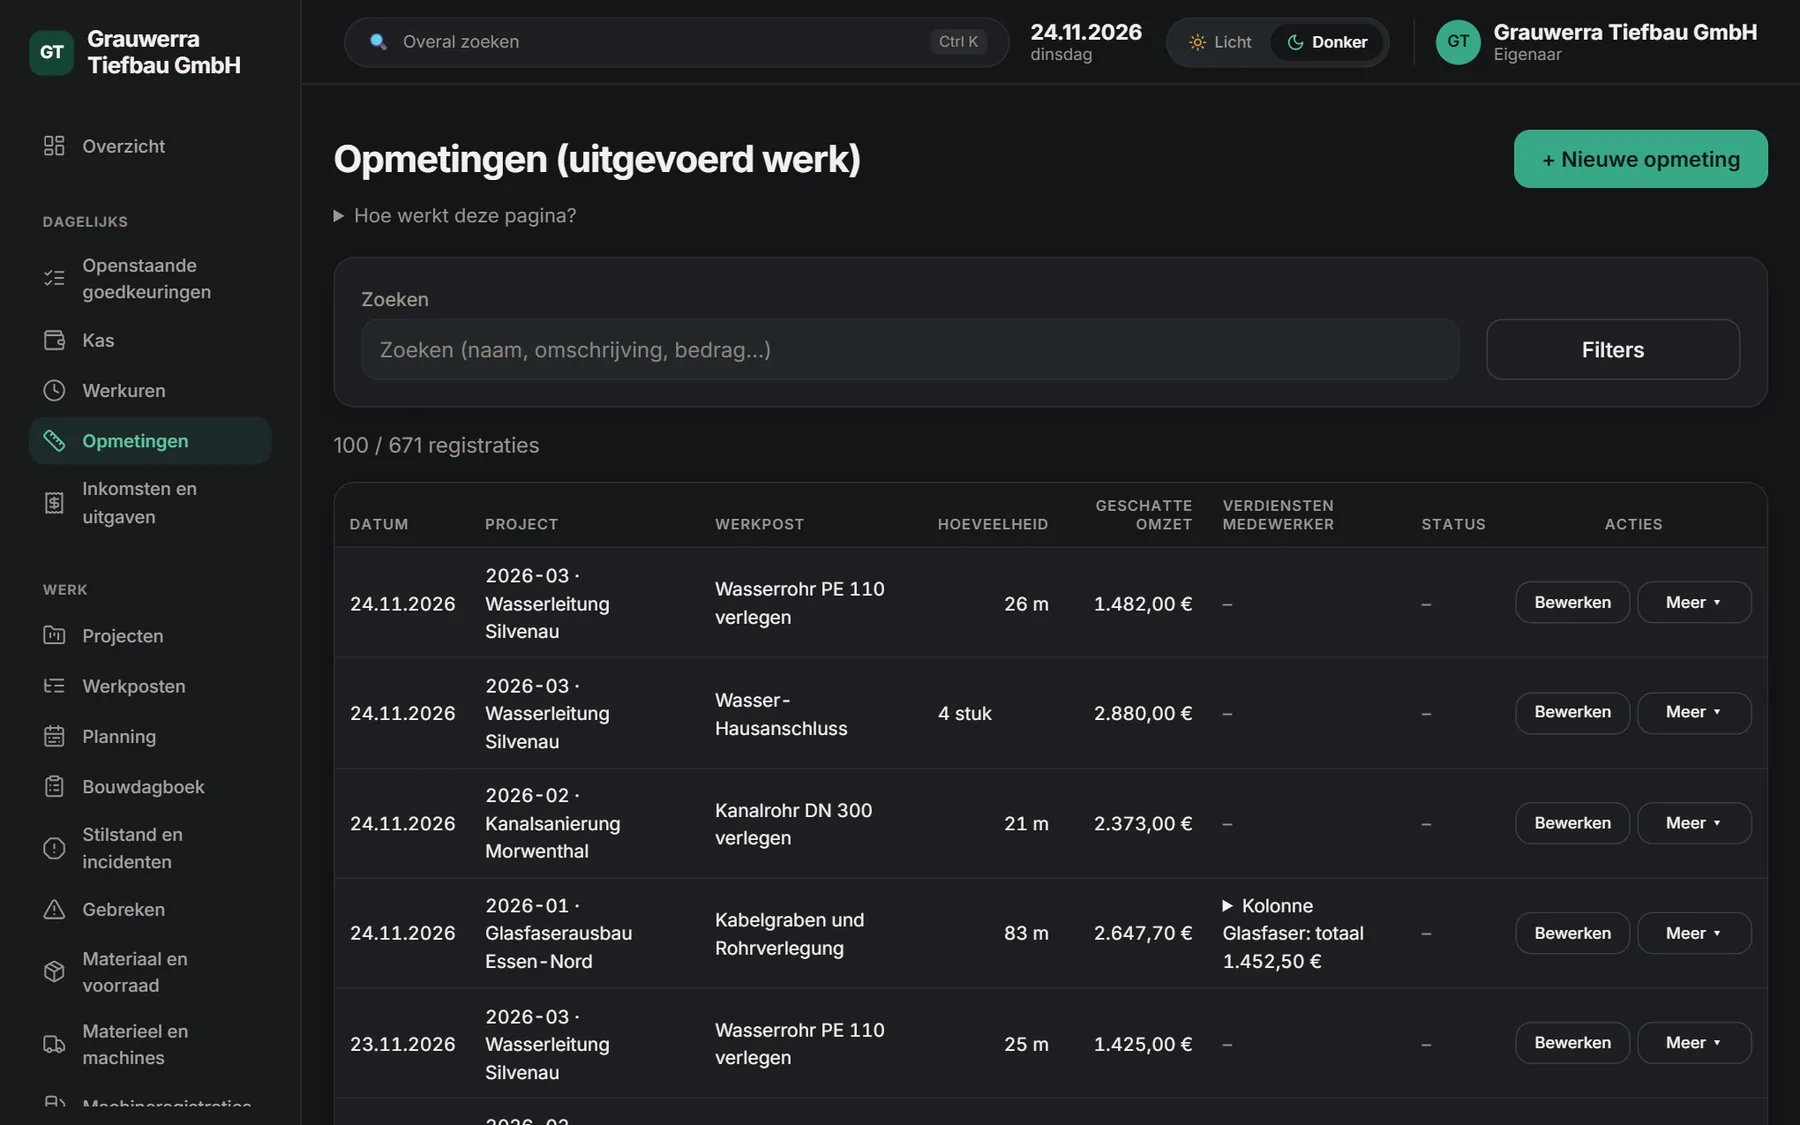 GT
Grauwerra
Tiefbau GmbH
Overzicht
DAGELIJKS
Openstaande
goedkeuringen
Kas
Werkuren
Opmetingen
Inkomsten en
uitgaven
WERK
Projecten
Werkposten
Planning
Bouwdagboek
Stilstand en
incidenten
Gebreken
Materiaal en
voorraad
Materieel en
machines
Machineregistraties
Overal zoeken
Ctrl K
24.11.2026
dinsdag
Licht
Donker
GT
Grauwerra Tiefbau GmbH
Eigenaar
Opmetingen (uitgevoerd werk)
+ Nieuwe opmeting
▶ Hoe werkt deze pagina?
Zoeken
Zoeken (naam, omschrijving, bedrag...)
Filters
100 / 671 registraties
DATUM
PROJECT
WERKPOST
HOEVEELHEID
GESCHATTE
OMZET
VERDIENSTEN
MEDEWERKER
STATUS
ACTIES
24.11.2026
2026-03 ·
Wasserleitung
Silvenau
Wasserrohr PE 110
verlegen
26 m
1.482,00 €
–
–
Bewerken
Meer ▾
24.11.2026
2026-03 ·
Wasserleitung
Silvenau
Wasser-
Hausanschluss
4 stuk
2.880,00 €
–
–
Bewerken
Meer ▾
24.11.2026
2026-02 ·
Kanalsanierung
Morwenthal
Kanalrohr DN 300
verlegen
21 m
2.373,00 €
–
–
Bewerken
Meer ▾
24.11.2026
2026-01 ·
Glasfaserausbau
Essen-Nord
Kabelgraben und
Rohrverlegung
83 m
2.647,70 €
▶ Kolonne
Glasfaser: totaal
1.452,50 €
–
Bewerken
Meer ▾
23.11.2026
2026-03 ·
Wasserleitung
Silvenau
Wasserrohr PE 110
verlegen
25 m
1.425,00 €
–
–
Bewerken
Meer ▾